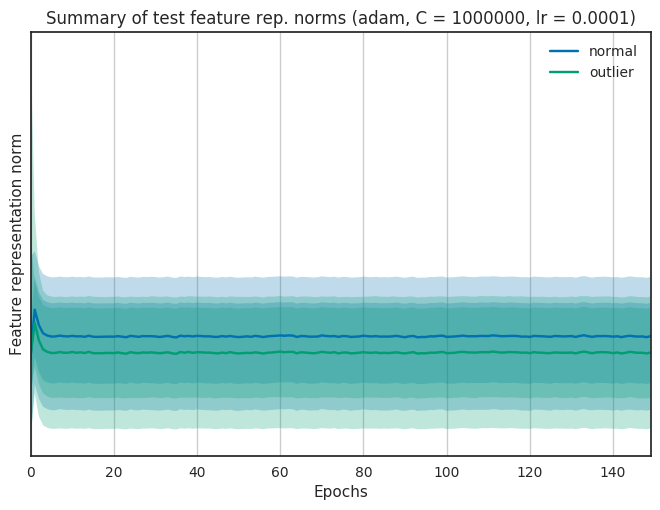 Summary of test feature rep. norms (adam, C = 1000000, lr = 0.0001)
normal
outlier
Feature representation norm
0 20 40 60 80 100 120 140
Epochs